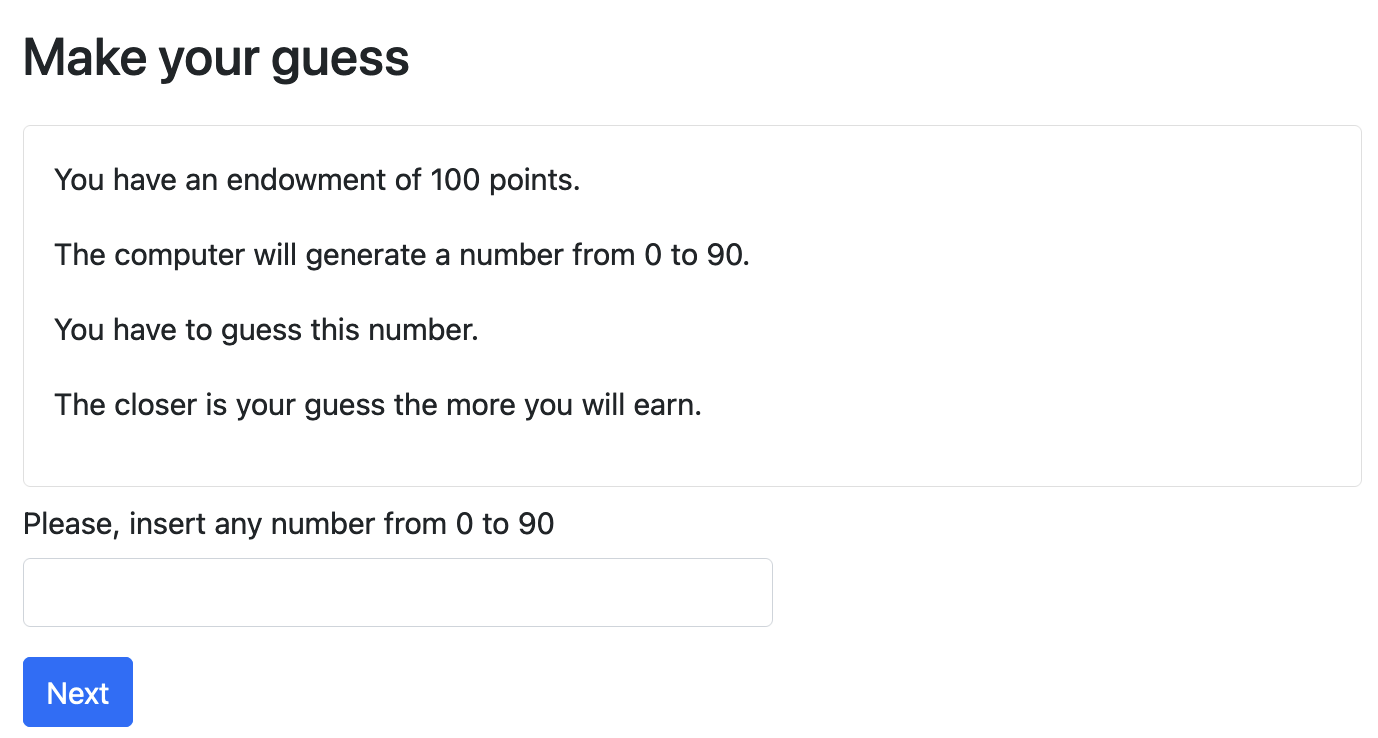 Make your guess
You have an endowment of 100 points.
The computer will generate a number from 0 to 90.
You have to guess this number.
The closer is your guess the more you will earn.
Please, insert any number from 0 to 90
Next